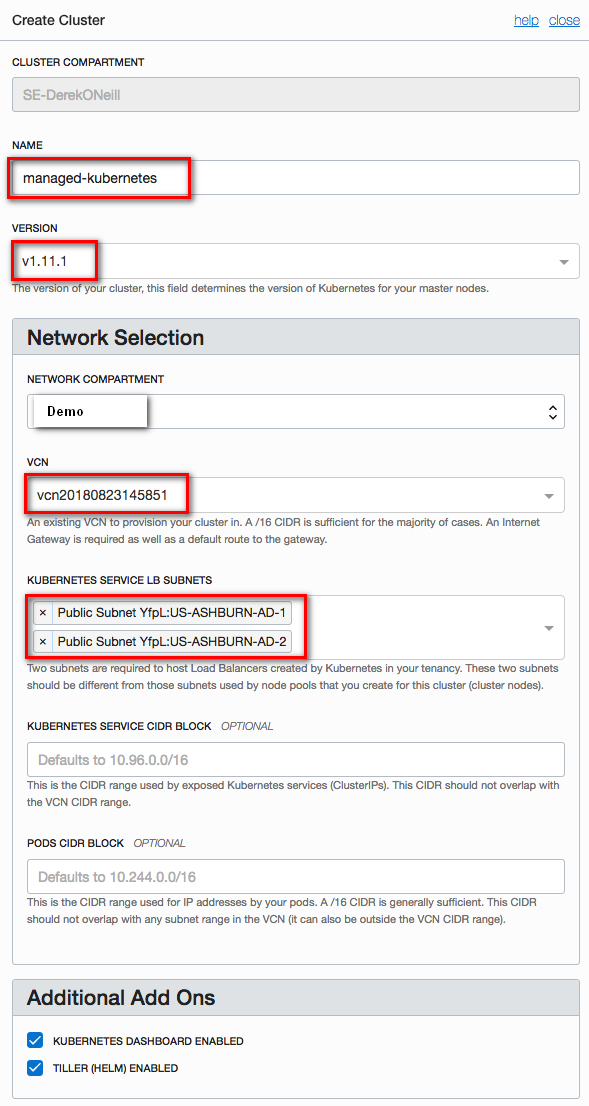 Create Cluster help close
CLUSTER COMPARTMENT
SE-DerekONeill
NAME
managed-kubernetes
VERSION
v1.11.1
The version of your cluster, this field determines the version of Kubernetes for your master nodes.
Network Selection
NETWORK COMPARTMENT
Demo
VCN
vcn20180823145851
An existing VCN to provision your cluster in. A /16 CIDR is sufficient for the majority of cases. An Internet
Gateway is required as well as a default route to the gateway.
KUBERNETES SERVICE LB SUBNETS
× Public Subnet YfpL:US-ASHBURN-AD-1
× Public Subnet YfpL:US-ASHBURN-AD-2
Two subnets are required to host Load Balancers created by Kubernetes in your tenancy. These two subnets
should be different from those subnets used by node pools that you create for this cluster (cluster nodes).
KUBERNETES SERVICE CIDR BLOCK OPTIONAL
Defaults to 10.96.0.0/16
This is the CIDR range used by exposed Kubernetes services (ClusterIPs). This CIDR should not overlap with
the VCN CIDR range.
PODS CIDR BLOCK OPTIONAL
Defaults to 10.244.0.0/16
This is the CIDR range used for IP addresses by your pods. A /16 CIDR is generally sufficient. This CIDR
should not overlap with any subnet range in the VCN (it can also be outside the VCN CIDR range).
Additional Add Ons
KUBERNETES DASHBOARD ENABLED
TILLER (HELM) ENABLED